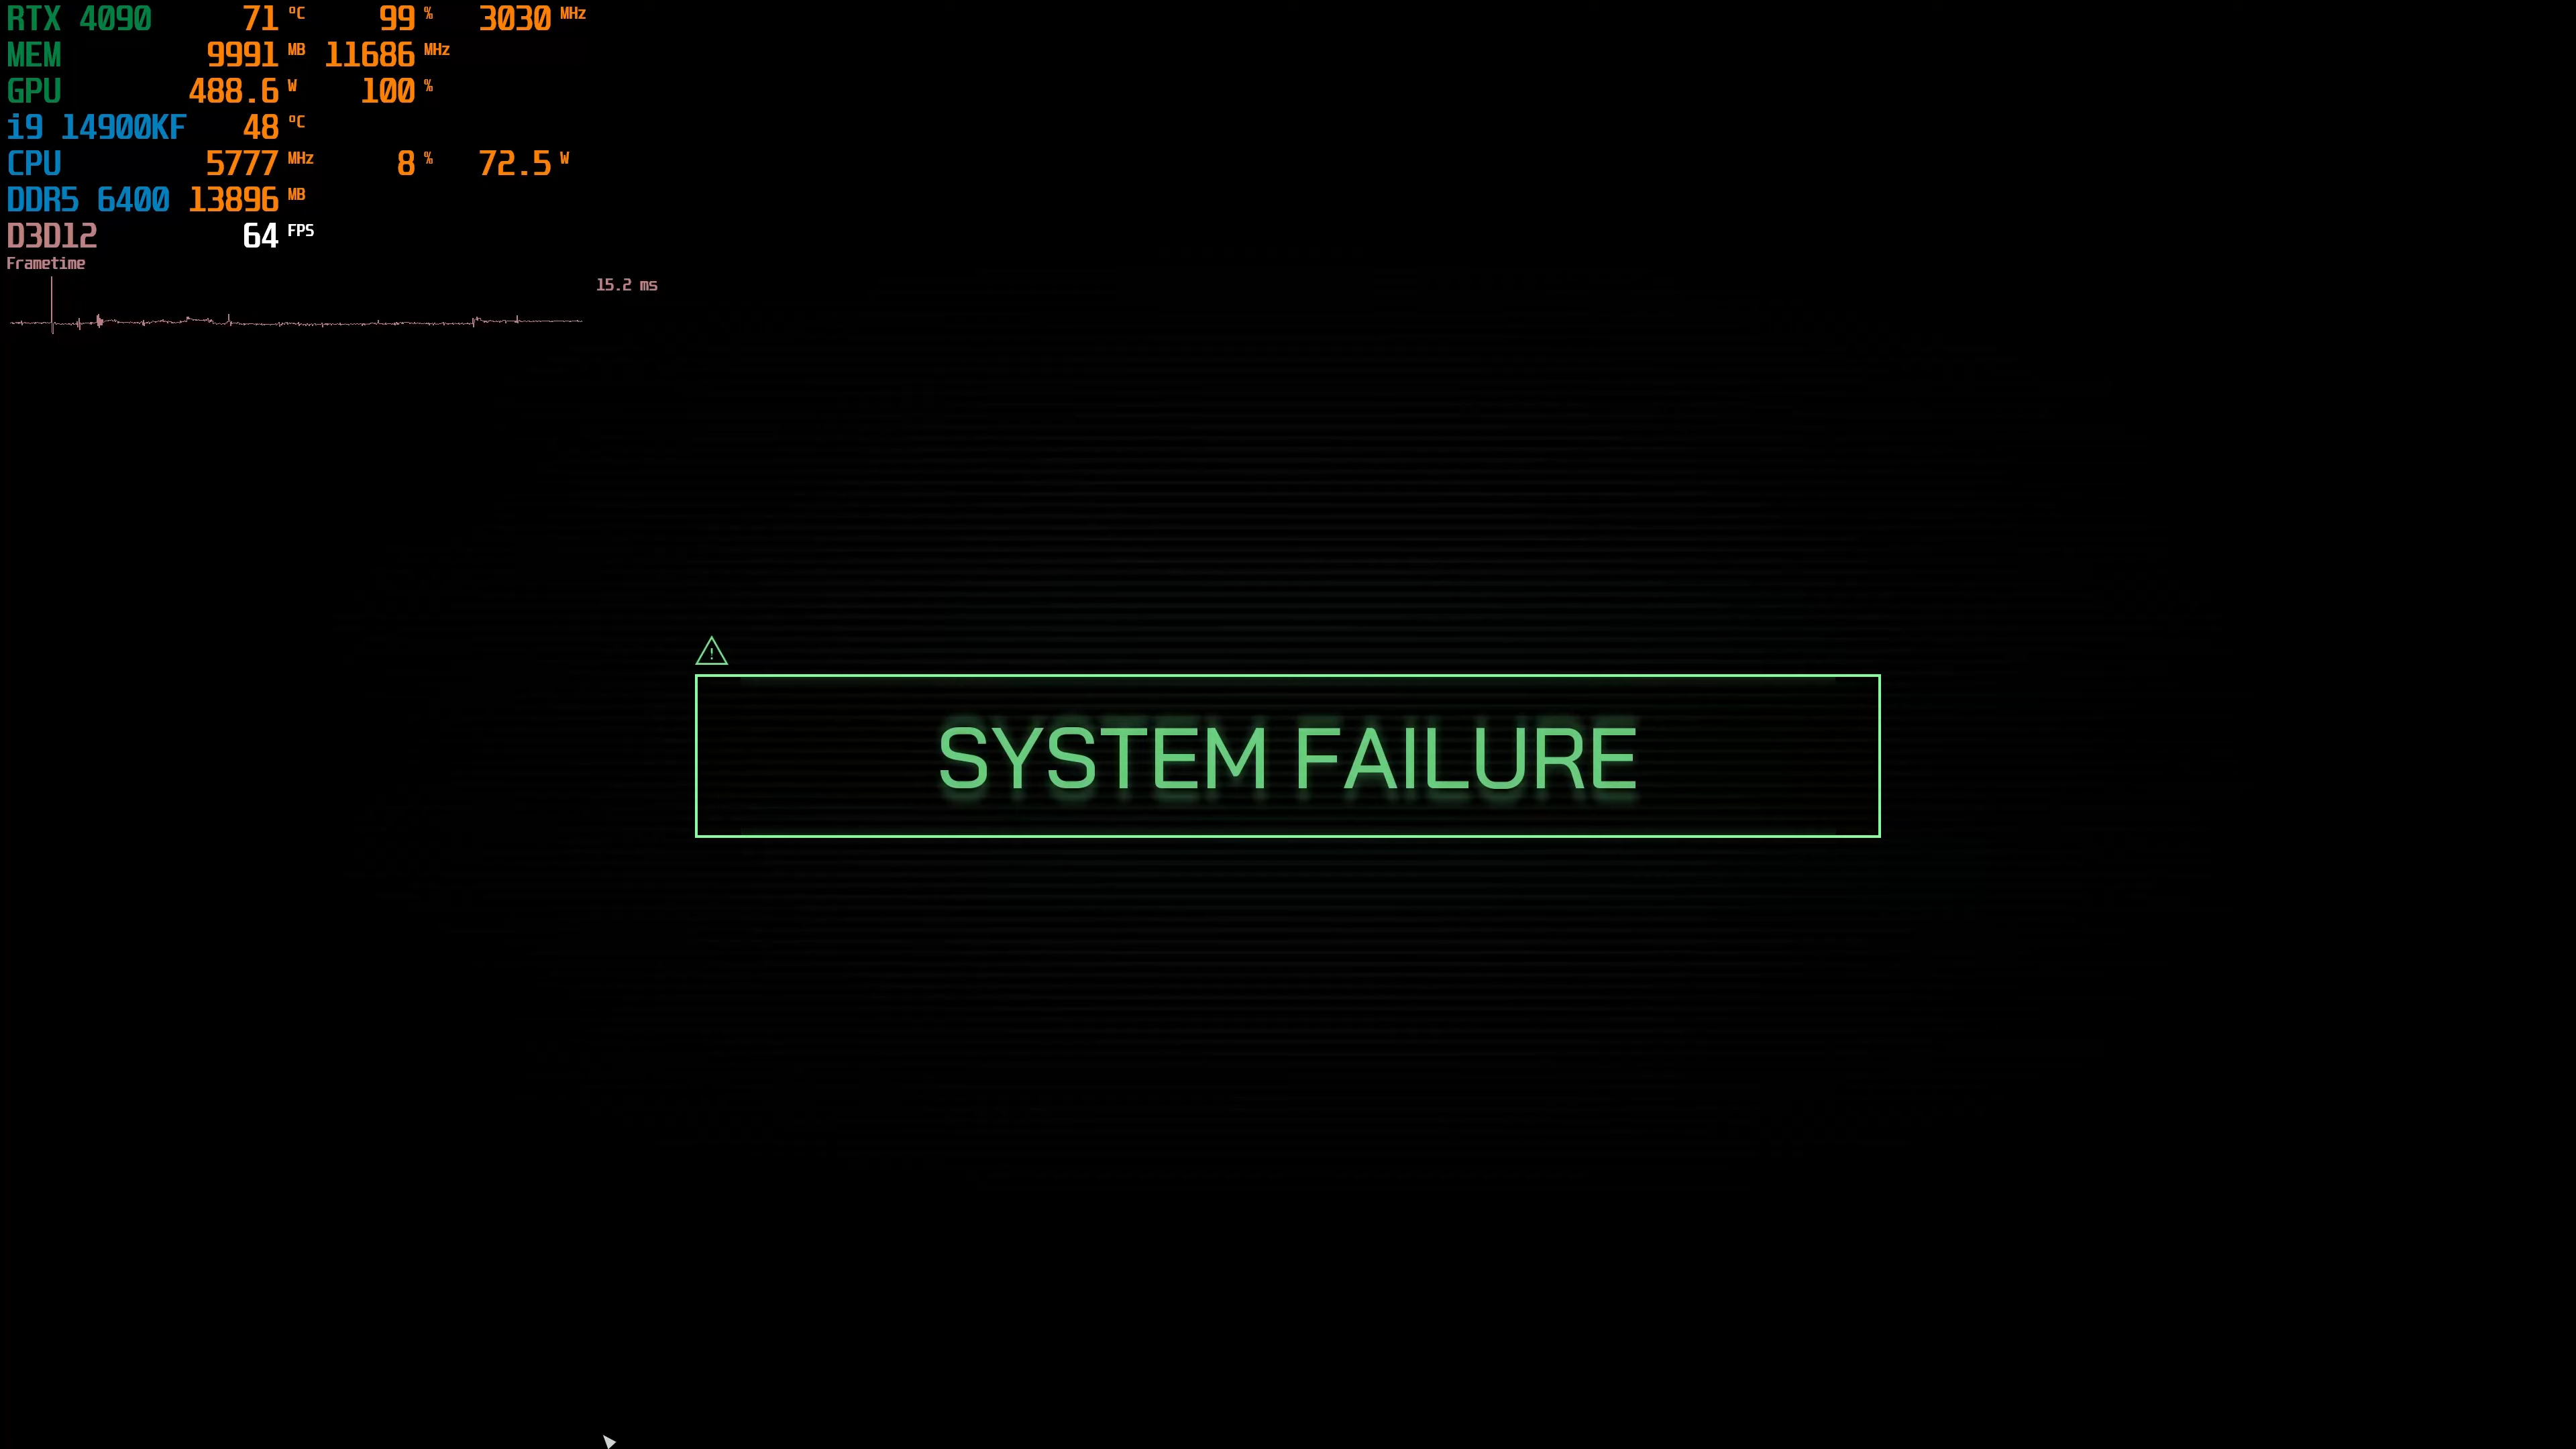 RTX 4090 71 °C 99 % 3030 MHz
MEM 9991 MB 11686 MHz
GPU 488.6 W 100 %
i9 14900KF 48 °C
CPU 5777 MHz 8 % 72.5 W
DDR5 6400 13896 MB
D3D12 64 FPS
Frametime
15.2 ms
!
SYSTEM FAILURE